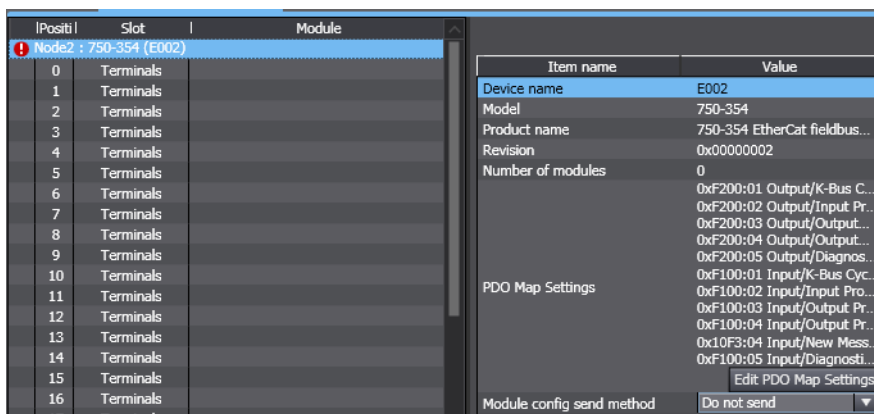 Positi Slot Module
Node2 : 750-354 (E002)
0 Terminals
1 Terminals
2 Terminals
3 Terminals
4 Terminals
5 Terminals
6 Terminals
7 Terminals
8 Terminals
9 Terminals
10 Terminals
11 Terminals
12 Terminals
13 Terminals
14 Terminals
15 Terminals
16 Terminals
Item name Value
Device name E002
Model 750-354
Product name 750-354 EtherCat fieldbus...
Revision 0x00000002
Number of modules 0
PDO Map Settings
0xF200:01 Output/K-Bus C...
0xF200:02 Output/Input Pr...
0xF200:03 Output/Output...
0xF200:04 Output/Output...
0xF200:05 Output/Diagnos...
0xF100:01 Input/K-Bus Cyc...
0xF100:02 Input/Input Pro...
0xF100:03 Input/Output Pr...
0xF100:04 Input/Output Pr...
0x10F3:04 Input/New Mess...
0xF100:05 Input/Diagnosti...
Edit PDO Map Settings
Module config send method Do not send